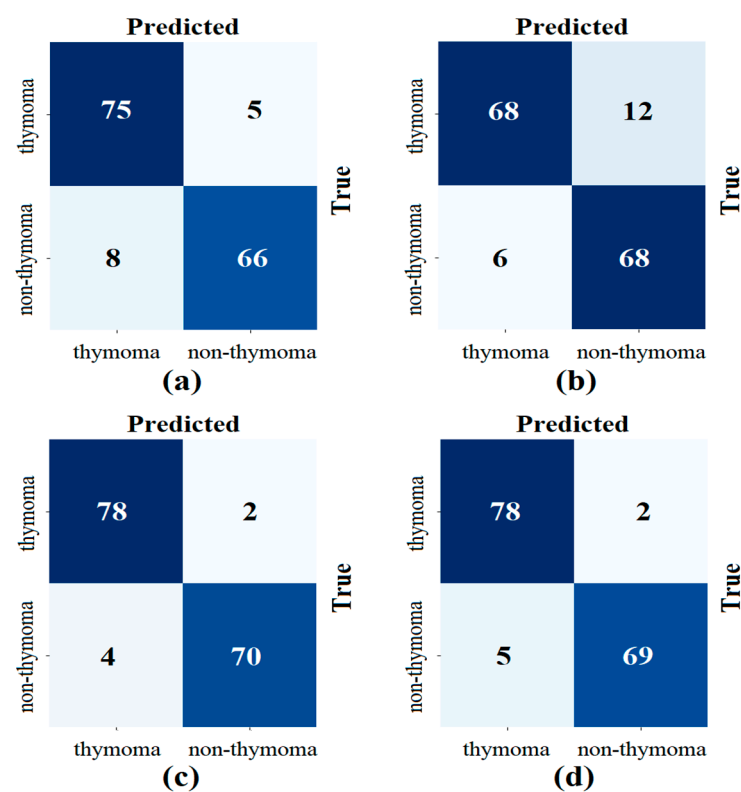 Predicted
thymoma 75 5
non-thymoma 8 66
True
thymoma non-thymoma
(a)
Predicted
thymoma 68 12
non-thymoma 6 68
True
thymoma non-thymoma
(b)
Predicted
thymoma 78 2
non-thymoma 4 70
True
thymoma non-thymoma
(c)
Predicted
thymoma 78 2
non-thymoma 5 69
True
thymoma non-thymoma
(d)